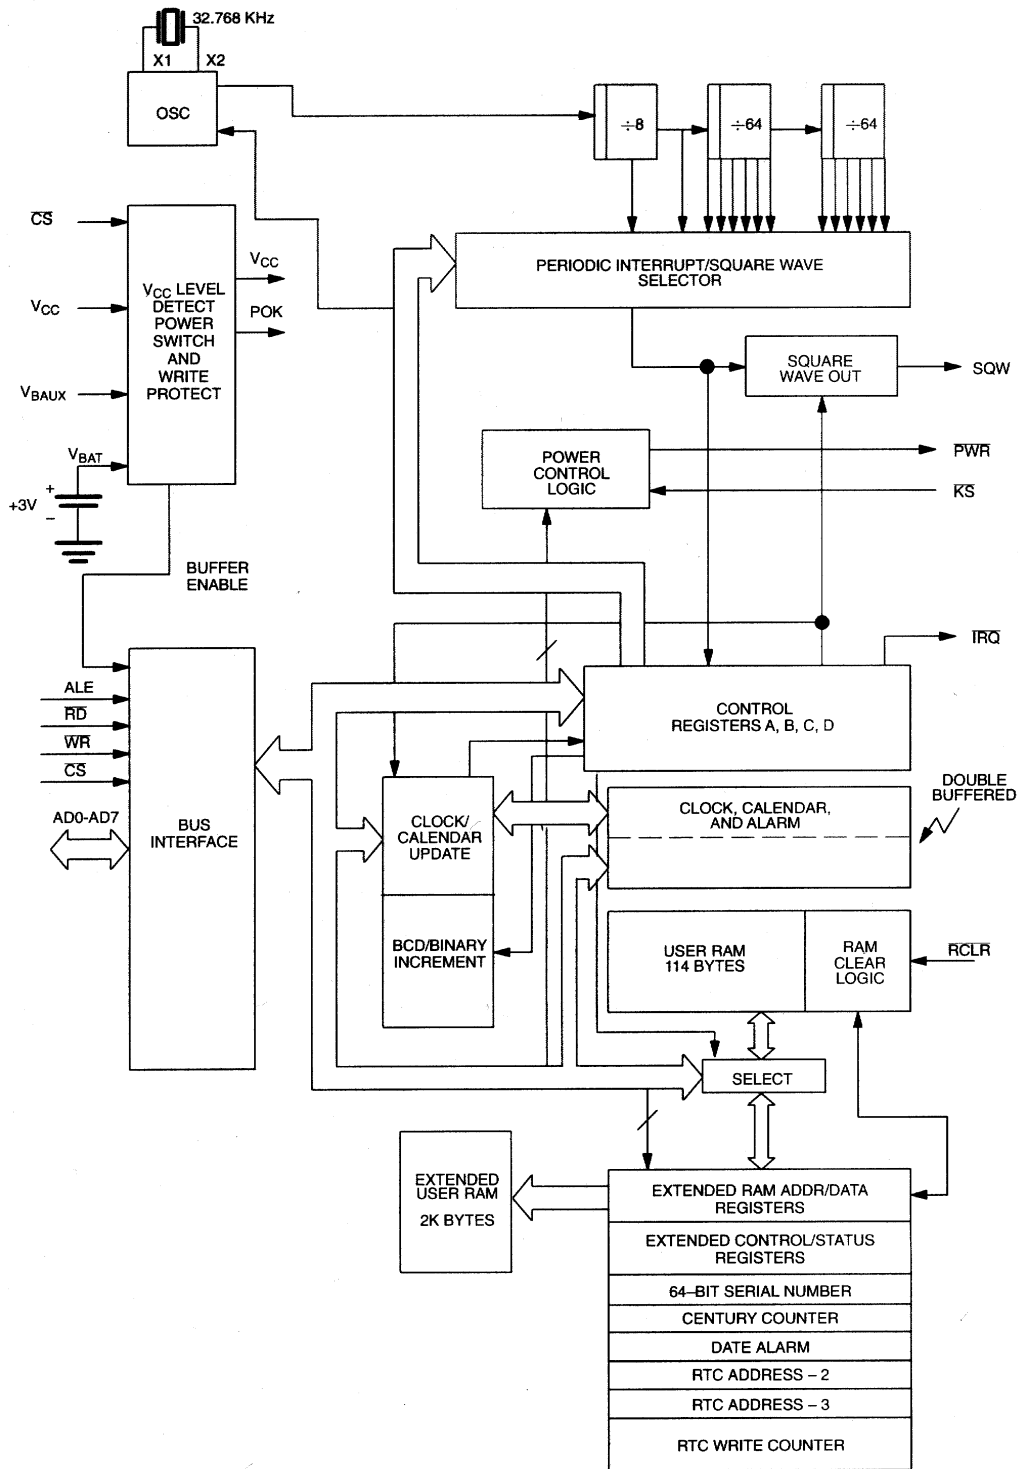 32.768 KHz
X1 X2
OSC
÷8
÷64
÷64
CS
VCC
VBAUX
VBAT
+
+3V
–
VCC LEVEL
DETECT
POWER
SWITCH
AND
WRITE
PROTECT
VCC
POK
PERIODIC INTERRUPT/SQUARE WAVE
SELECTOR
SQUARE
WAVE OUT
SQW
POWER
CONTROL
LOGIC
PWR
KS
BUFFER
ENABLE
IRQ
ALE
RD
WR
CS
AD0-AD7
BUS
INTERFACE
CONTROL
REGISTERS A, B, C, D
CLOCK/
CALENDAR
UPDATE
BCD/BINARY
INCREMENT
CLOCK, CALENDAR,
AND ALARM
DOUBLE
BUFFERED
USER RAM
114 BYTES
RAM
CLEAR
LOGIC
RCLR
SELECT
EXTENDED
USER RAM
2K BYTES
EXTENDED RAM ADDR/DATA
REGISTERS
EXTENDED CONTROL/STATUS
REGISTERS
64–BIT SERIAL NUMBER
CENTURY COUNTER
DATE ALARM
RTC ADDRESS – 2
RTC ADDRESS – 3
RTC WRITE COUNTER